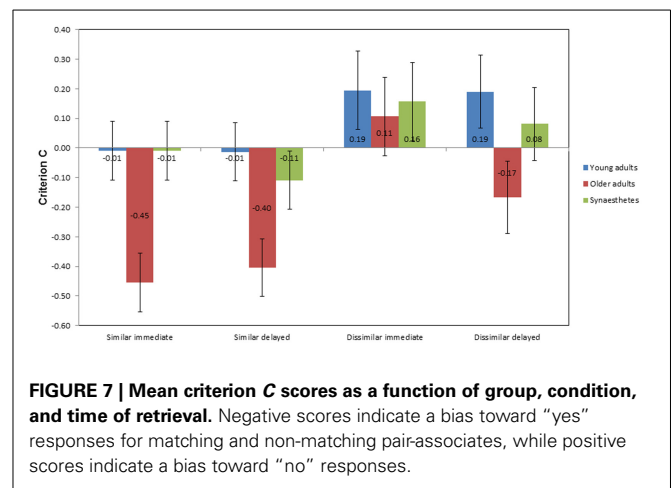 0.40
0.30
0.20
0.10
0.00
-0.10
-0.20
-0.30
-0.40
-0.50
-0.60
Criterion C
-0.01
-0.45
-0.01
-0.01
-0.40
-0.11
0.19
0.11
0.16
0.19
-0.17
0.08
Similar immediate
Similar delayed
Dissimilar immediate
Dissimilar delayed
Young adults
Older adults
Synaesthetes
FIGURE 7 | Mean criterion C scores as a function of group, condition,
and time of retrieval. Negative scores indicate a bias toward “yes”
responses for matching and non-matching pair-associates, while positive
scores indicate a bias toward “no” responses.